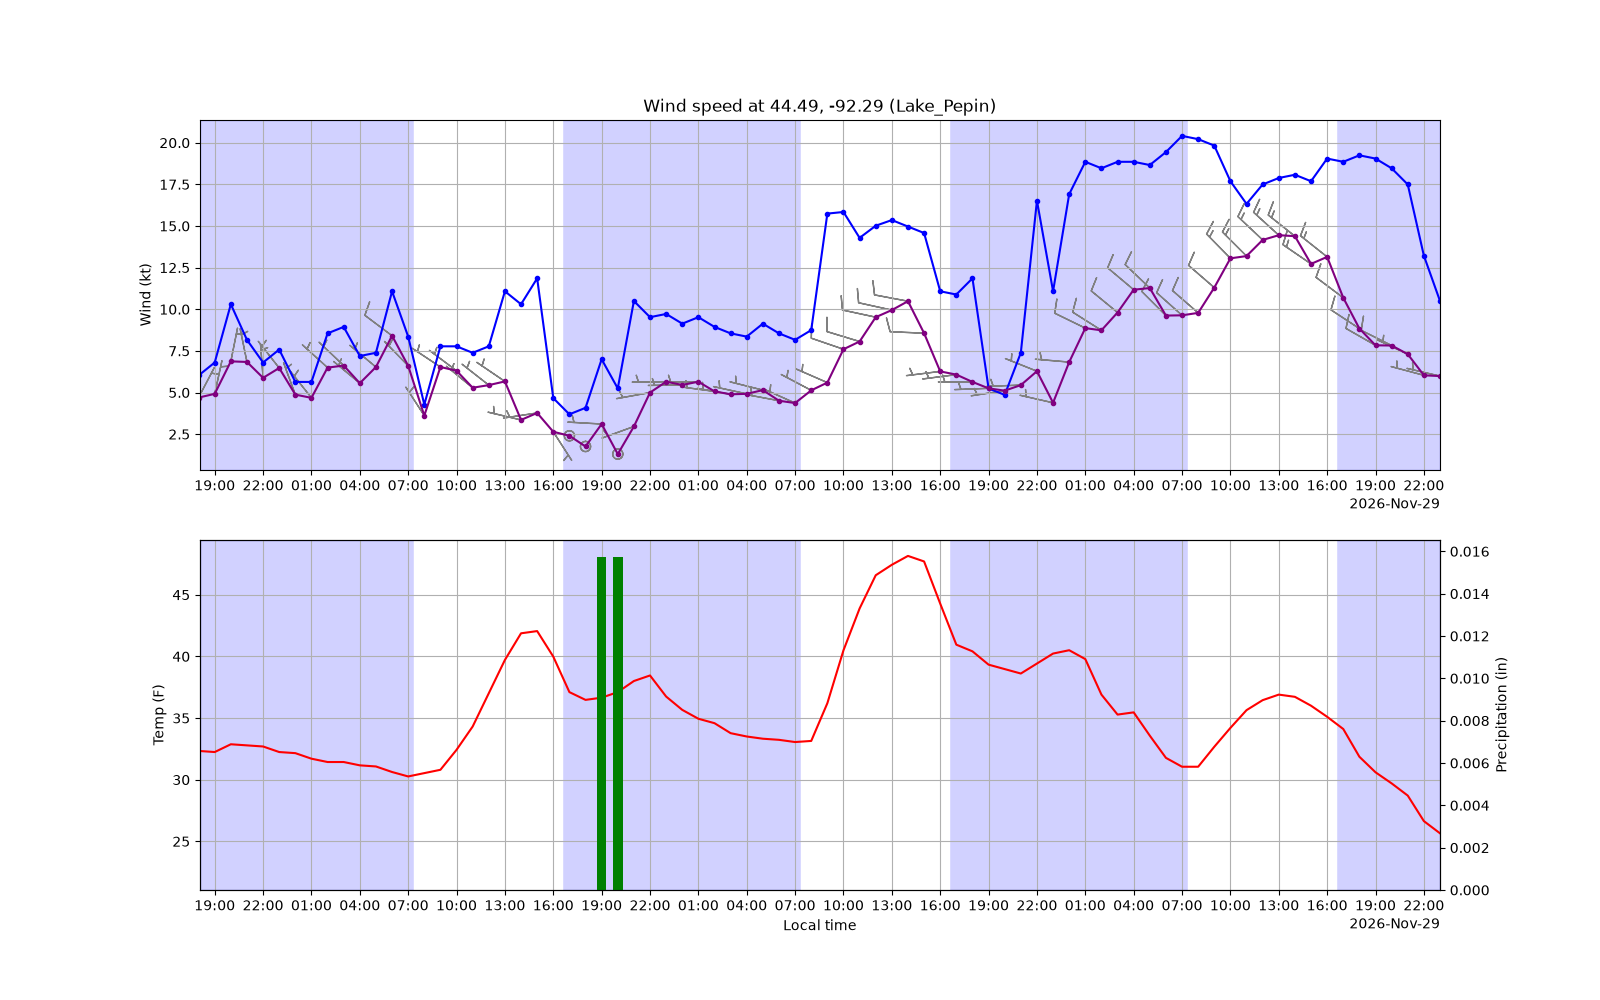 Wind speed at 44.49, -92.29 (Lake_Pepin)
Wind (kt)
20.0
17.5
15.0
12.5
10.0
7.5
5.0
2.5
19:00 22:00 01:00 04:00 07:00 10:00 13:00 16:00 19:00 22:00 01:00 04:00 07:00 10:00 13:00 16:00 19:00 22:00 01:00 04:00 07:00 10:00 13:00 16:00 19:00 22:00
2026-Nov-29
Temp (F)
45
40
35
30
25
0.016
0.014
0.012
0.010
0.008
0.006
0.004
0.002
0.000
Precipitation (in)
19:00 22:00 01:00 04:00 07:00 10:00 13:00 16:00 19:00 22:00 01:00 04:00 07:00 10:00 13:00 16:00 19:00 22:00 01:00 04:00 07:00 10:00 13:00 16:00 19:00 22:00
Local time
2026-Nov-29